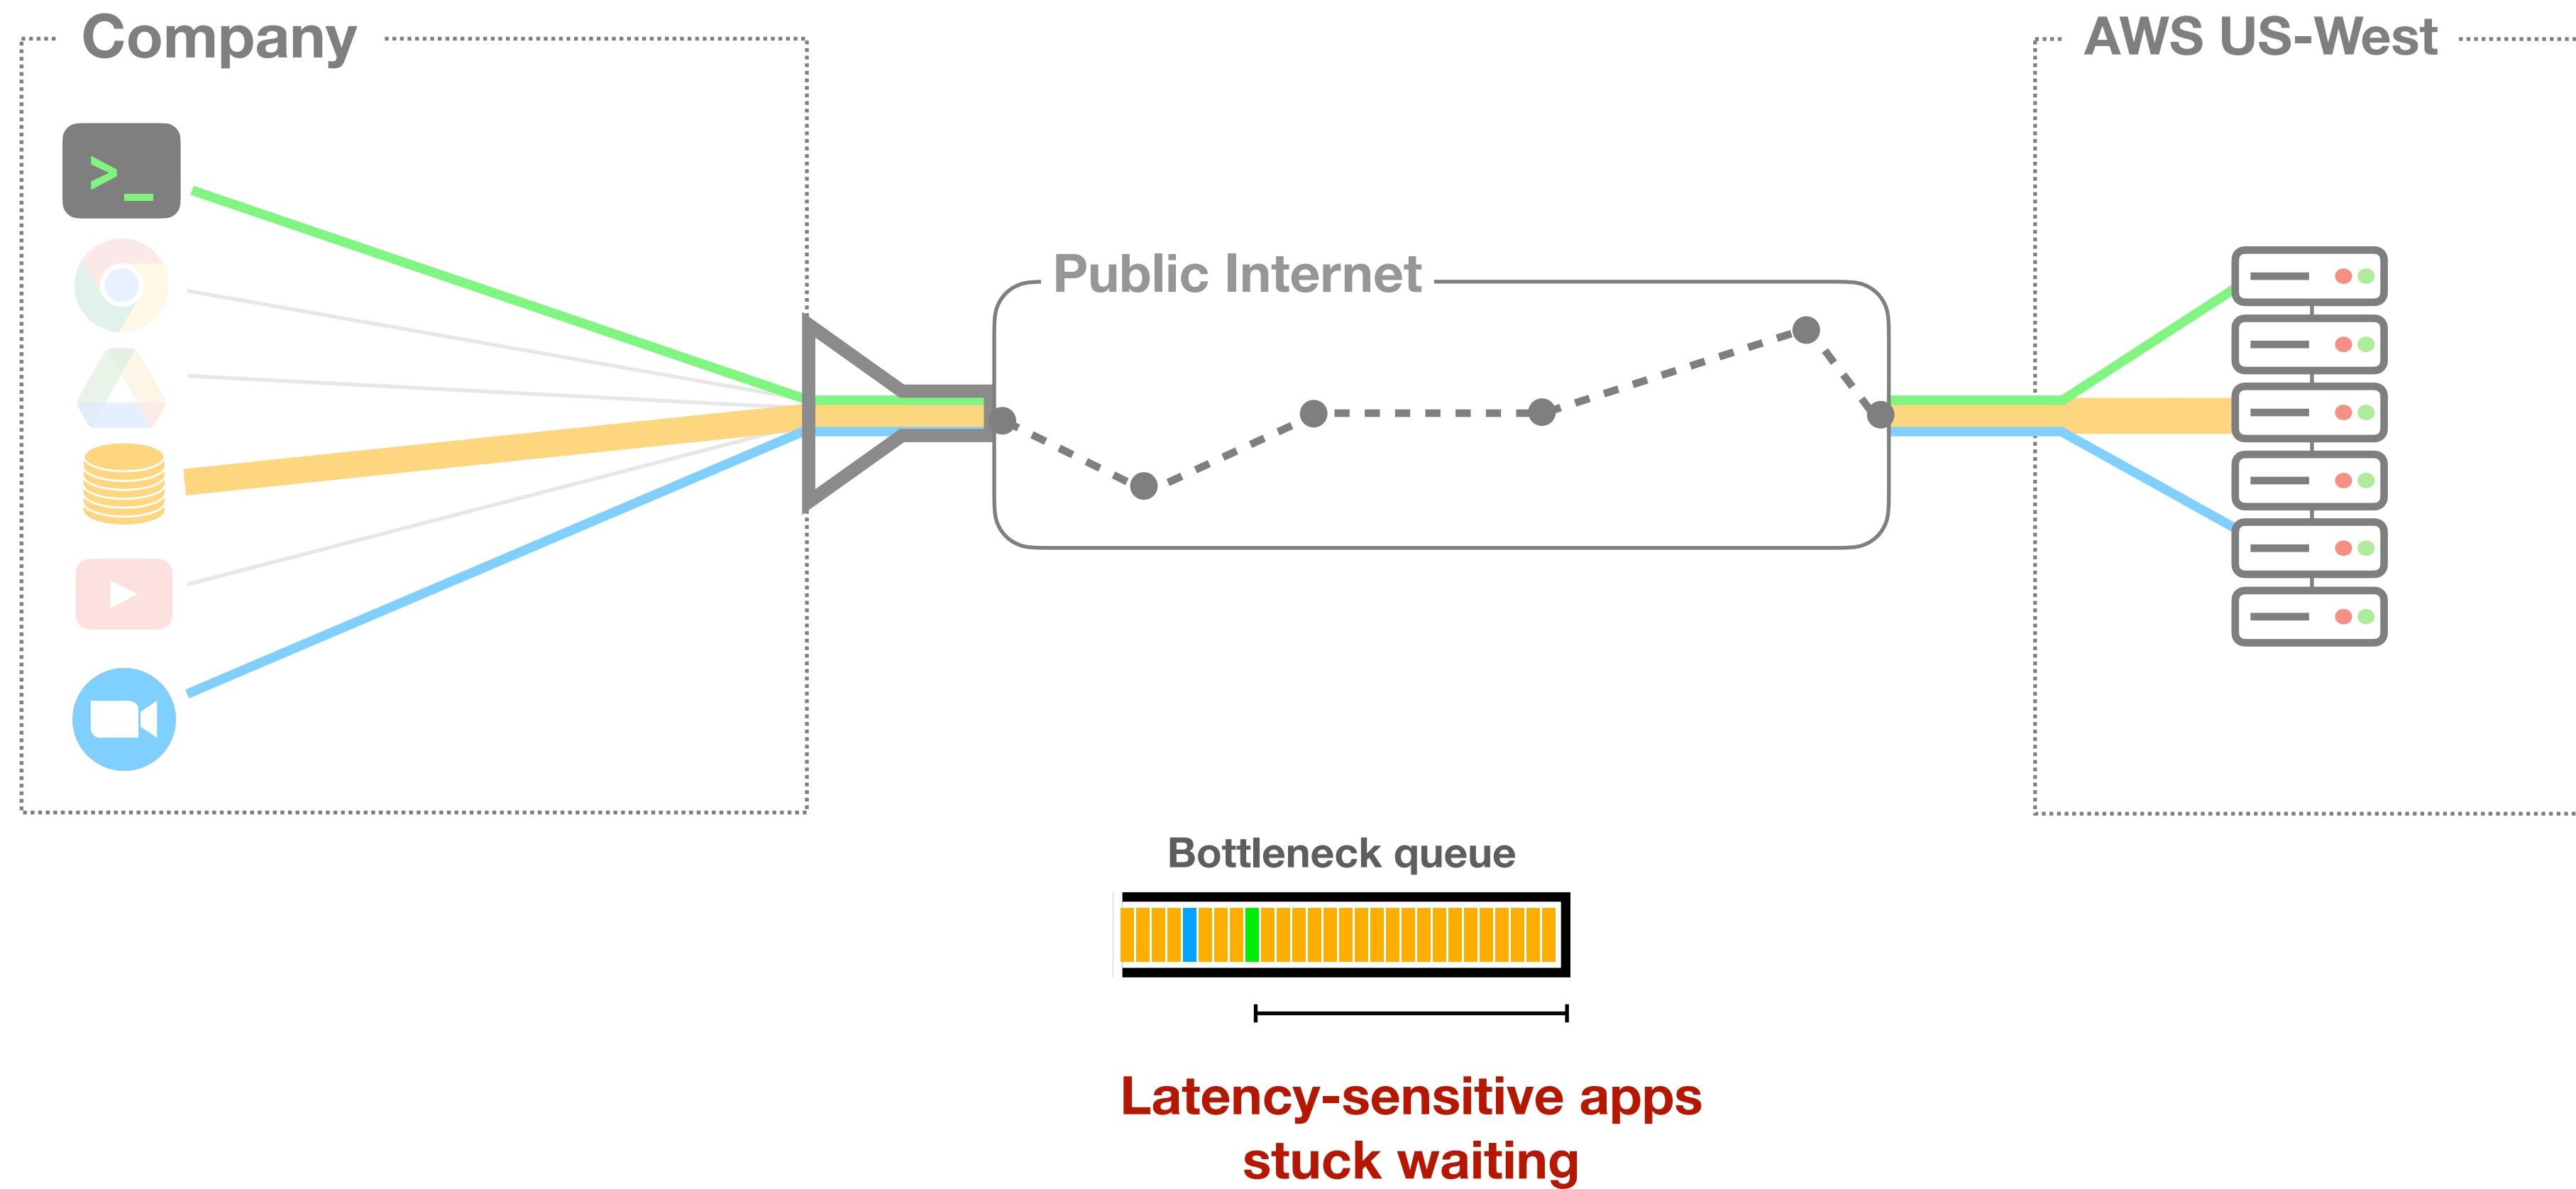 Company
AWS US-West
>_
Public Internet
Bottleneck queue
Latency-sensitive apps
stuck waiting